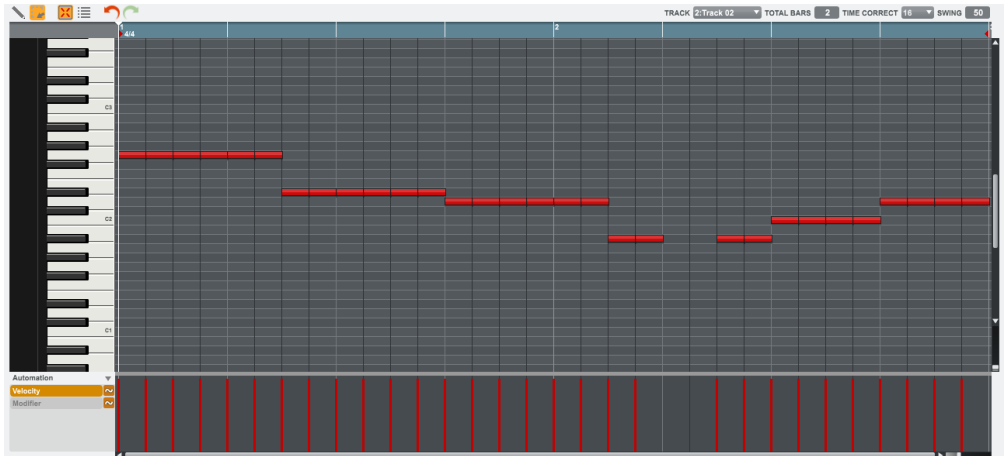 TRACK 2:Track 02 TOTAL BARS 2 TIME CORRECT 16 SWING 50
1 2
4/4
C3
C2
C1
Automation
Velocity
Modifier